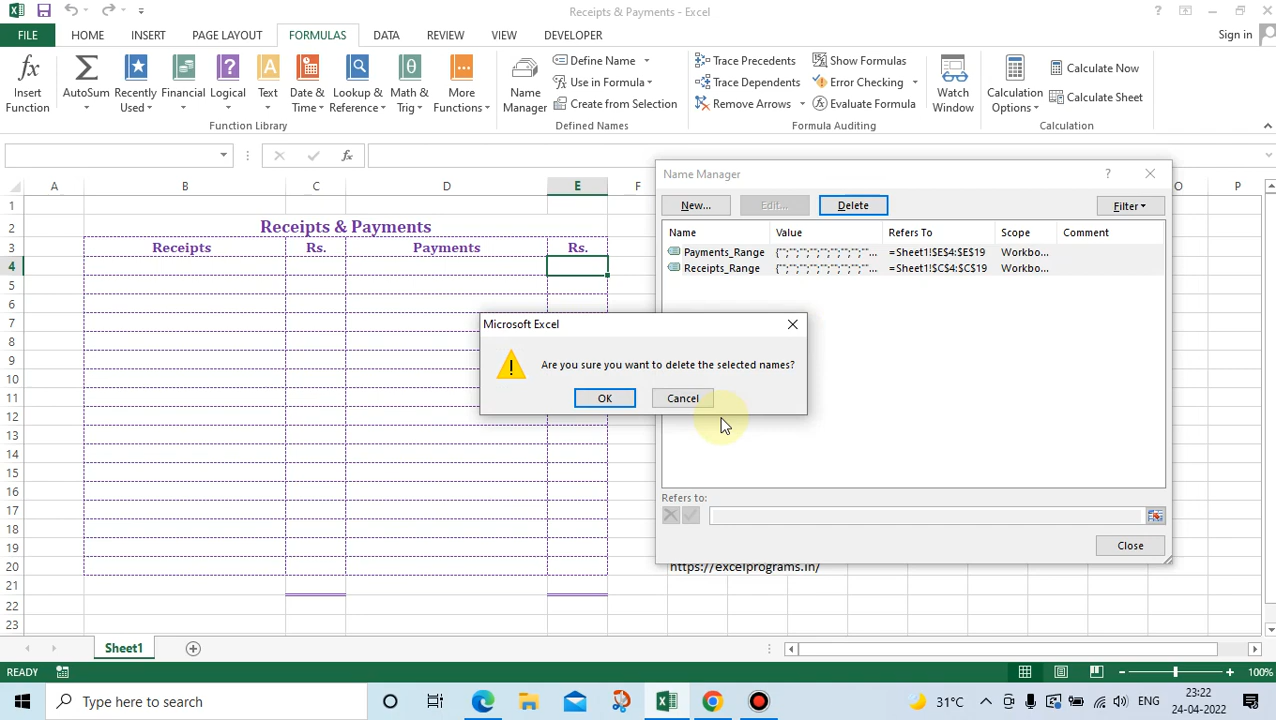 Receipts & Payments - Excel
Sign in
FILE HOME INSERT PAGE LAYOUT FORMULAS DATA REVIEW VIEW DEVELOPER
Insert Function
AutoSum
Recently Used
Financial
Logical
Text
Date & Time
Lookup & Reference
Math & Trig
More Functions
Function Library
Name Manager
Define Name
Use in Formula
Create from Selection
Defined Names
Trace Precedents
Trace Dependents
Remove Arrows
Show Formulas
Error Checking
Evaluate Formula
Formula Auditing
Watch Window
Calculation Options
Calculate Now
Calculate Sheet
Calculation
fx
A B C D E F O P
1
2
3
4
5
6
7
8
9
10
11
12
13
14
15
16
17
18
19
20
21
22
23
Receipts & Payments
Receipts Rs. Payments Rs.
Name Manager
New... Edit... Delete Filter
Name Value Refers To Scope Comment
Payments_Range {"";"";"";"";"";"";"... =Sheet1!$E$4:$E$19 Workbo...
Receipts_Range {"";"";"";"";"";"";"... =Sheet1!$C$4:$C$19 Workbo...
Microsoft Excel
Are you sure you want to delete the selected names?
OK Cancel
Refers to:
Close
https://excelprograms.in/
Sheet1
READY
100%
Type here to search
31°C
ENG
23:22
24-04-2022